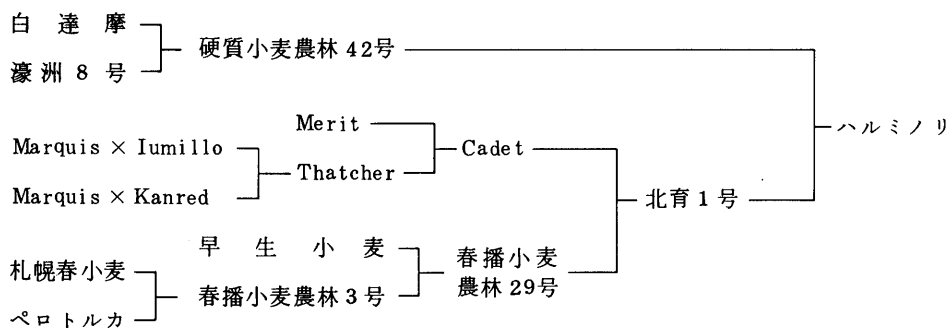 白達摩
硬質小麦農林42号
濠洲8号
ハルミノリ
Merit
Marquis × Iumillo
Cadet
Thatcher
Marquis × Kanred
北育1号
早生小麦
春播小麦
農林29号
札幌春小麦
春播小麦農林3号
ペロトルカ